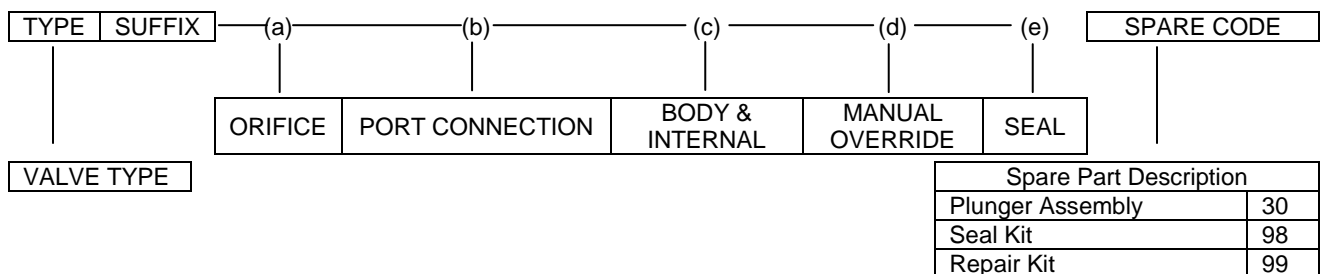 TYPE SUFFIX (a) (b) (c) (d) (e) SPARE CODE
ORIFICE PORT CONNECTION BODY & INTERNAL MANUAL OVERRIDE SEAL
VALVE TYPE
Spare Part Description
Plunger Assembly 30
Seal Kit 98
Repair Kit 99